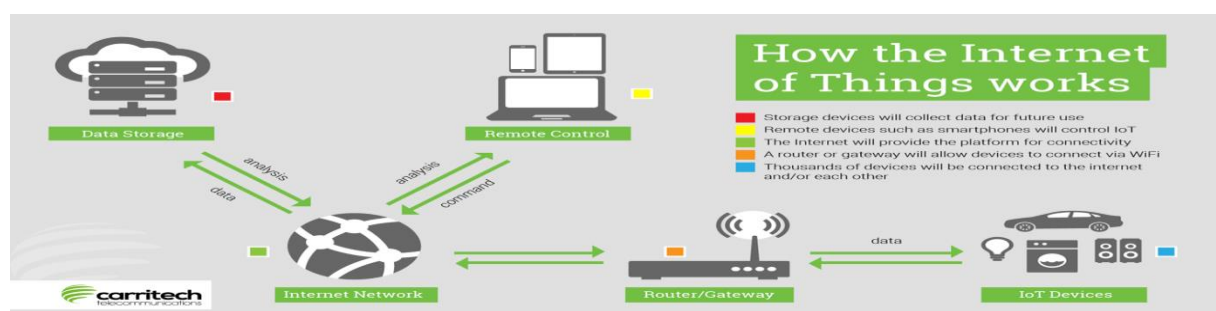 How the Internet
of Things works
Storage devices will collect data for future use
Remote devices such as smartphones will control IoT
The Internet will provide the platform for connectivity
A router or gateway will allow devices to connect via WiFi
Thousands of devices will be connected to the internet
and/or each other
Data Storage
Remote Control
analysis
data
analysis
command
data
Internet Network
Router/Gateway
IoT Devices
carritech
telecommunications